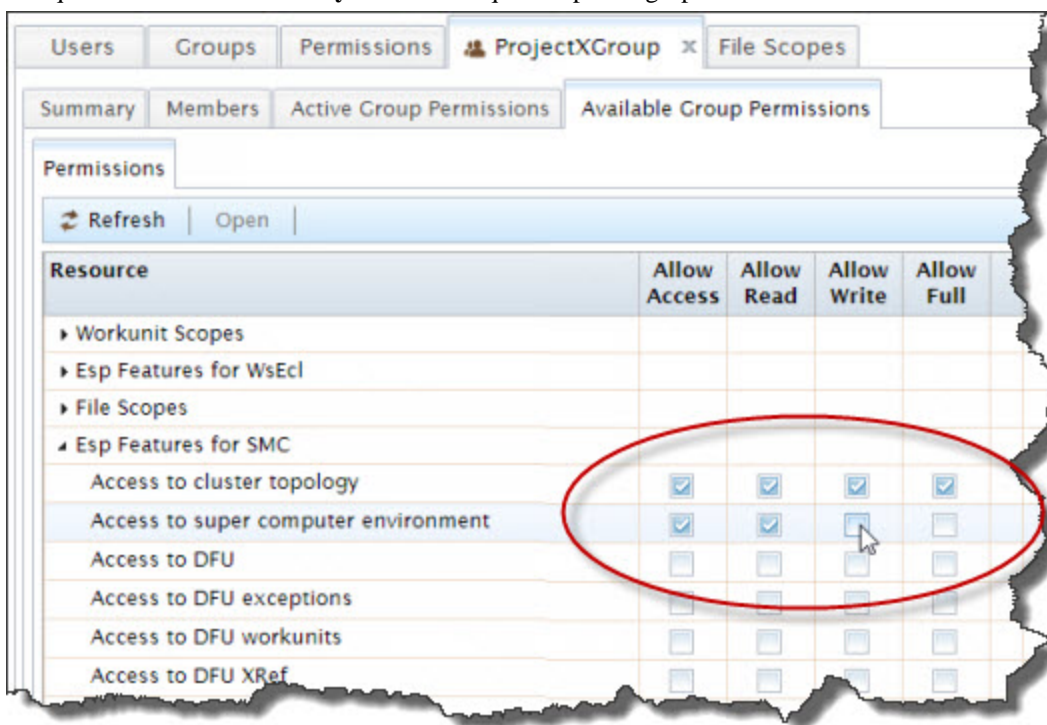 Users Groups Permissions ProjectXGroup x File Scopes
Summary Members Active Group Permissions Available Group Permissions
Permissions
Refresh Open
Resource Allow Access Allow Read Allow Write Allow Full
Workunit Scopes
Esp Features for WsEcl
File Scopes
Esp Features for SMC
Access to cluster topology
Access to super computer environment
Access to DFU
Access to DFU exceptions
Access to DFU workunits
Access to DFU XRef